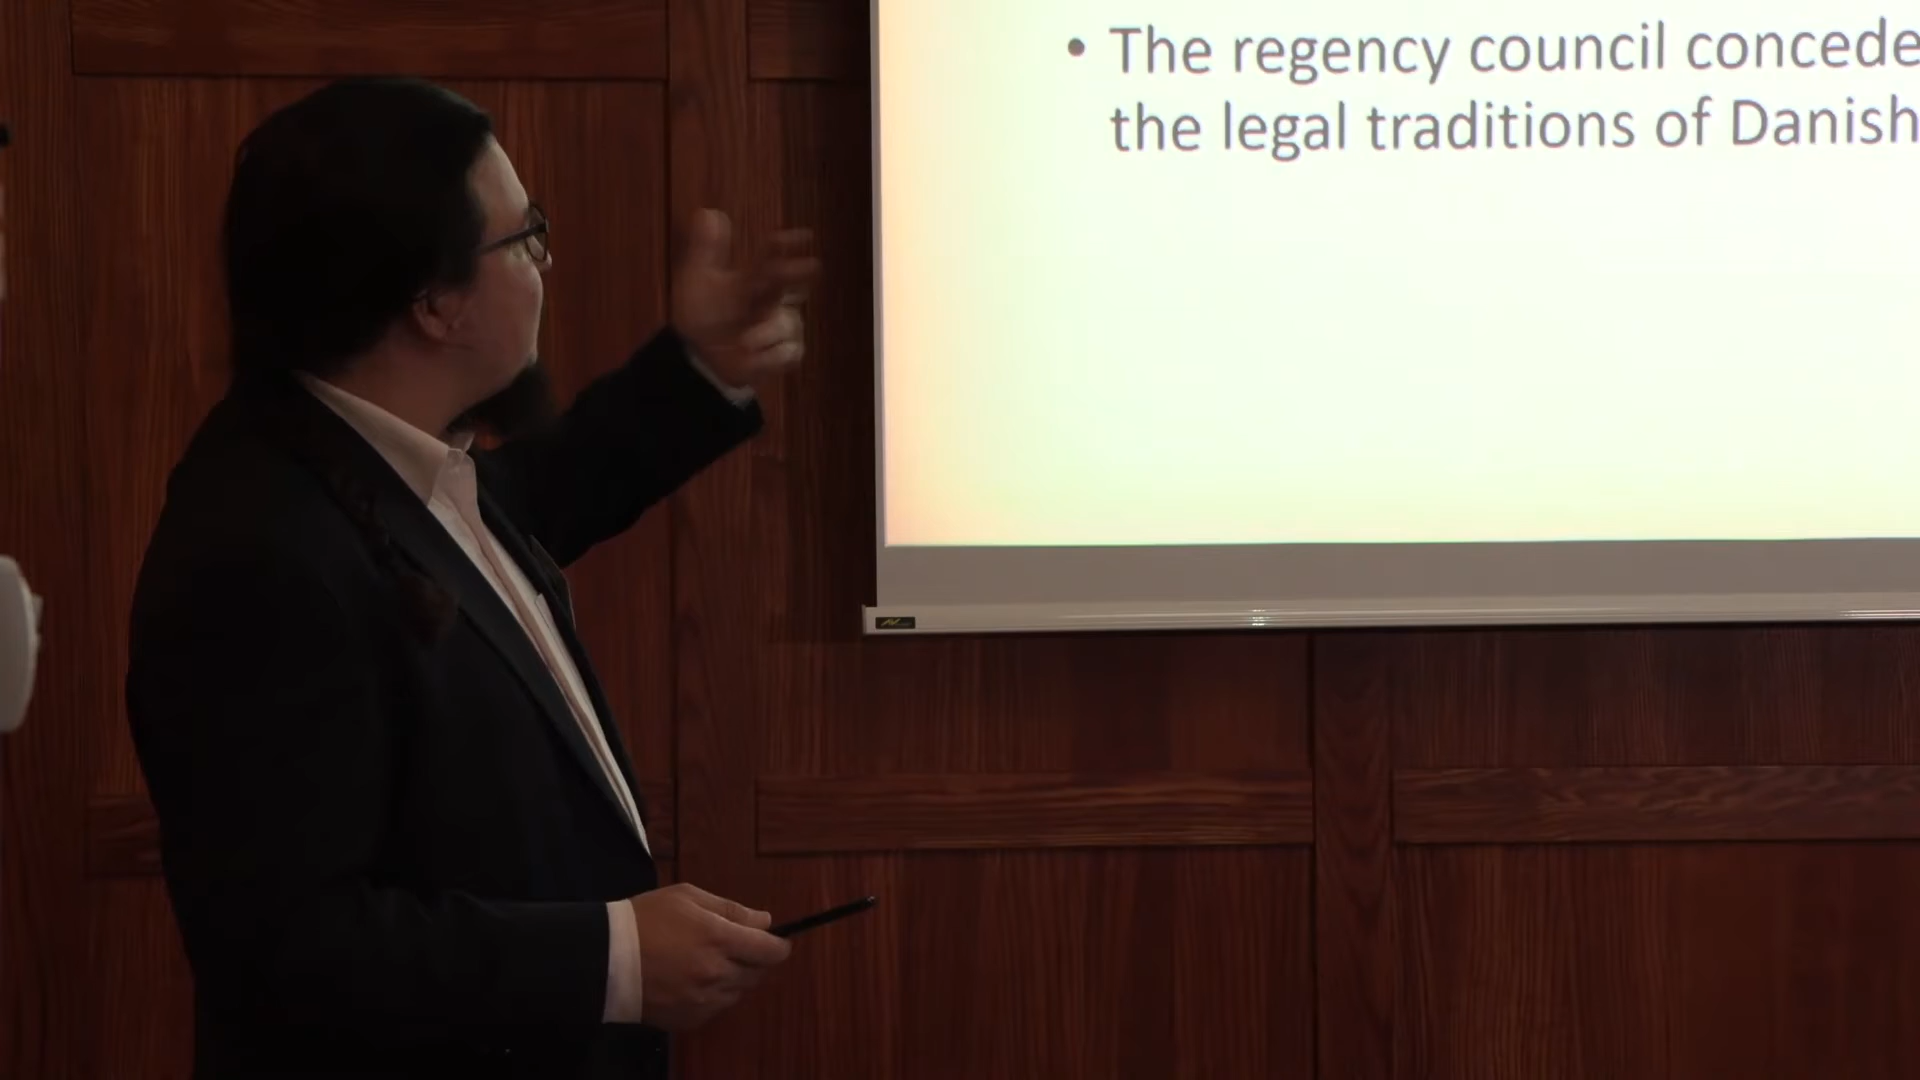 • The regency council concede
the legal traditions of Danish